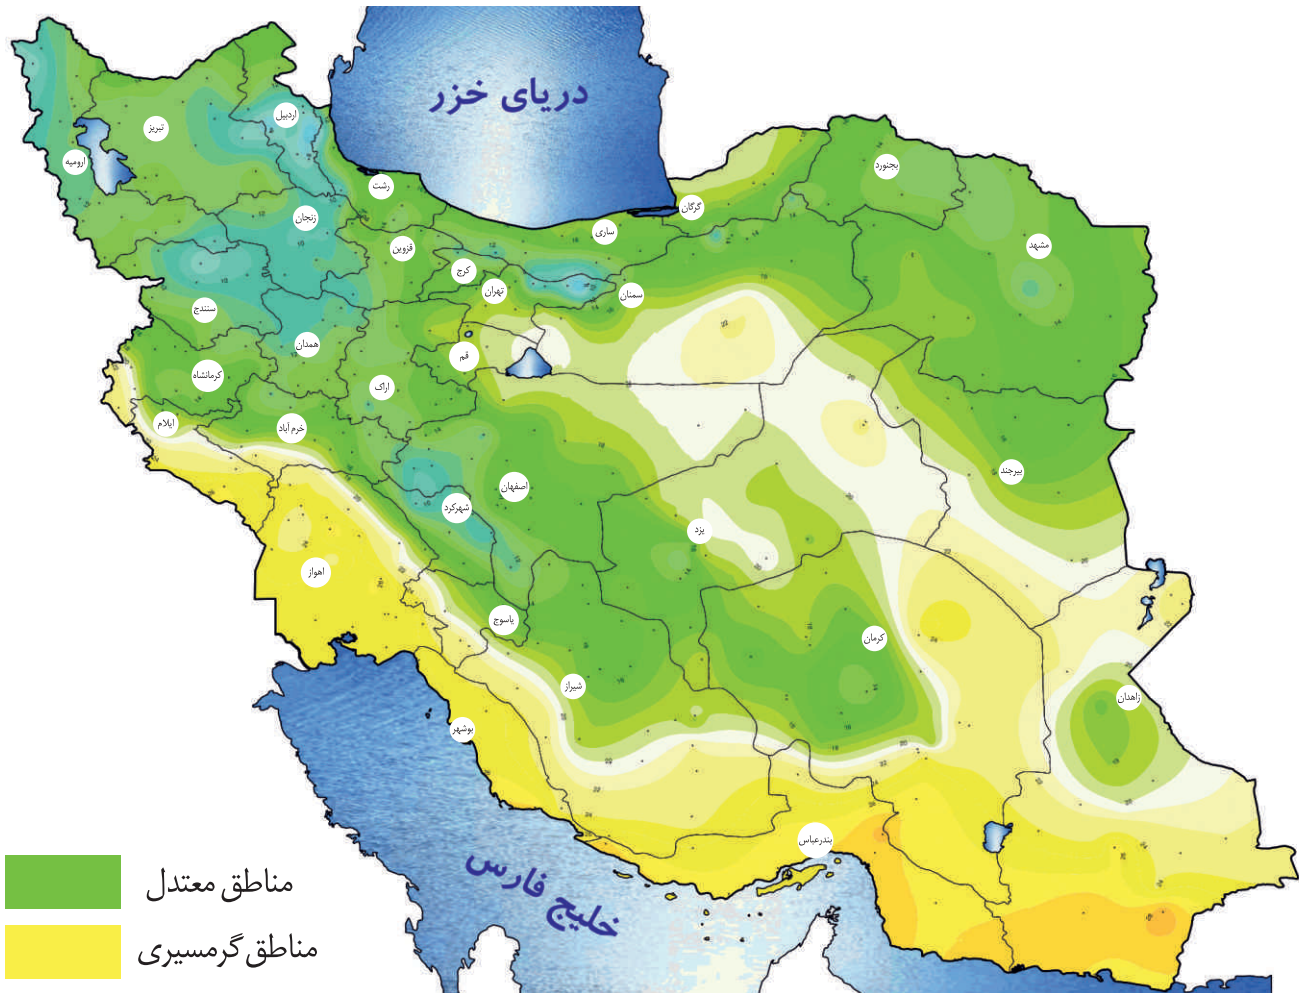 دریای خزر
اردبیل
تبریز
ارومیه
بجنورد
رشت
گرگان
زنجان
ساری
مشهد
قزوین
کرج
تهران
سمنان
سنندج
همدان
قم
کرمانشاه
اراک
ایلام
خرم آباد
بیرجند
اصفهان
شهرکرد
یزد
اهواز
یاسوج
کرمان
شیراز
زاهدان
بوشهر
بندرعباس
خلیج فارس
مناطق معتدل
مناطق گرمسیری